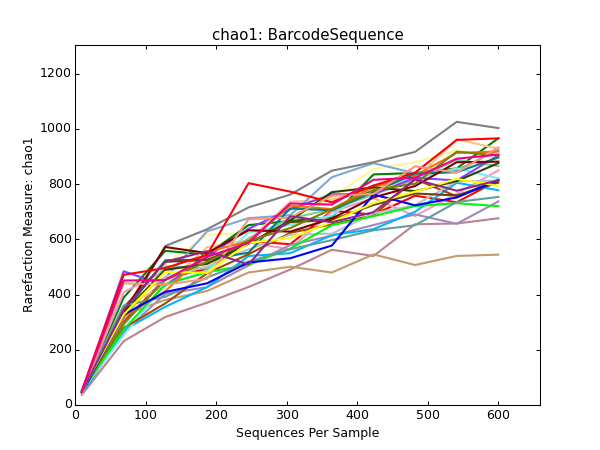 chao1: BarcodeSequence
Rarefaction Measure: chao1
1200
1000
800
600
400
200
0
0 100 200 300 400 500 600
Sequences Per Sample